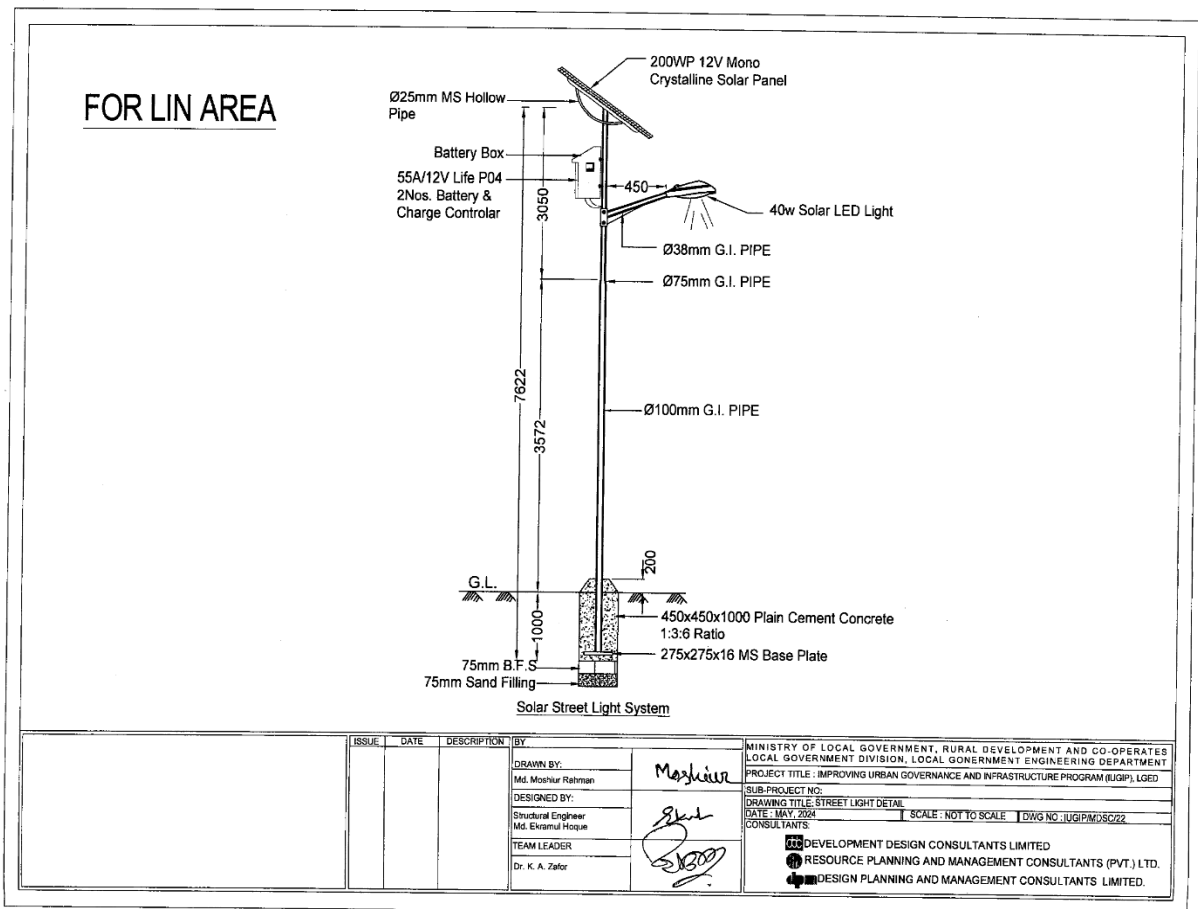 FOR LIN AREA
200WP 12V Mono
Crystalline Solar Panel
Ø25mm MS Hollow
Pipe
Battery Box
55A/12V Life P04
2Nos. Battery &
Charge Controlar
450
3050
40w Solar LED Light
Ø38mm G.I. PIPE
Ø75mm G.I. PIPE
7622
3572
Ø100mm G.I. PIPE
200
G.L.
1000
450x450x1000 Plain Cement Concrete
1:3:6 Ratio
275x275x16 MS Base Plate
75mm B.F.S
75mm Sand Filling
Solar Street Light System
ISSUE DATE DESCRIPTION BY
DRAWN BY:
Md. Moshiur Rahman
Moshiur
DESIGNED BY:
Structural Engineer
Md. Ekramul Hoque
TEAM LEADER
Dr. K. A. Zafor
MINISTRY OF LOCAL GOVERNMENT, RURAL DEVELOPMENT AND CO-OPERATES
LOCAL GOVERNMENT DIVISION, LOCAL GONERNMENT ENGINEERING DEPARTMENT
PROJECT TITLE : IMPROVING URBAN GOVERNANCE AND INFRASTRUCTURE PROGRAM (IUGIP), LGED
SUB-PROJECT NO:
DRAWING TITLE: STREET LIGHT DETAIL
DATE : MAY, 2024 SCALE : NOT TO SCALE DWG NO : IUGIP/MDSC/22
CONSULTANTS:
ddc DEVELOPMENT DESIGN CONSULTANTS LIMITED
RESOURCE PLANNING AND MANAGEMENT CONSULTANTS (PVT.) LTD.
dpm DESIGN PLANNING AND MANAGEMENT CONSULTANTS LIMITED.